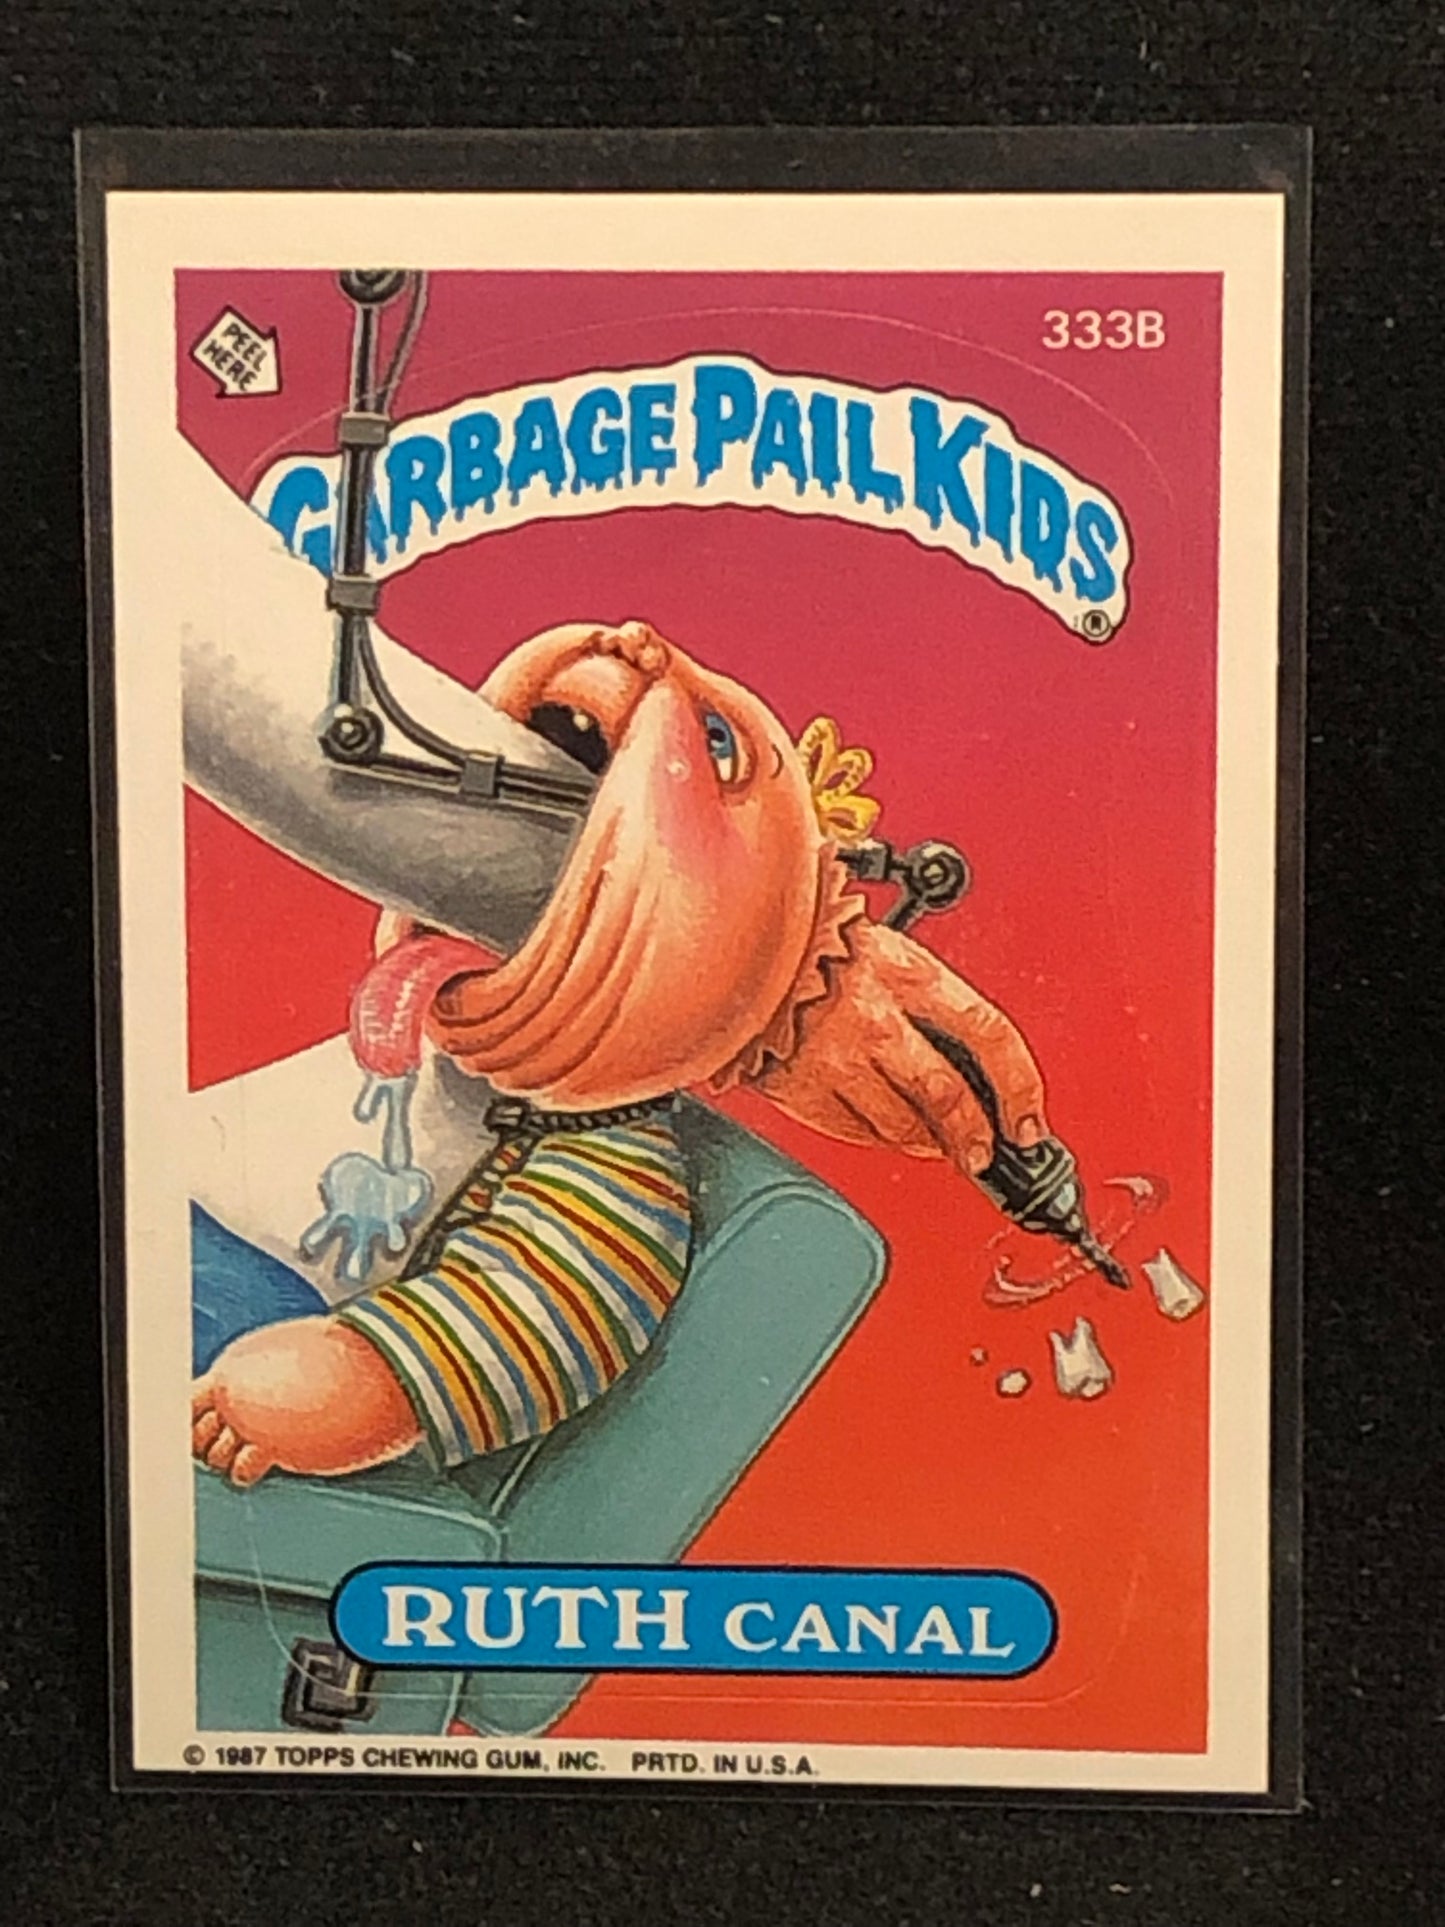 PEEL
HERE
333B
GARBAGE PAIL KIDS
®
RUTH CANAL
© 1987 TOPPS CHEWING GUM, INC. PRTD. IN U.S.A.